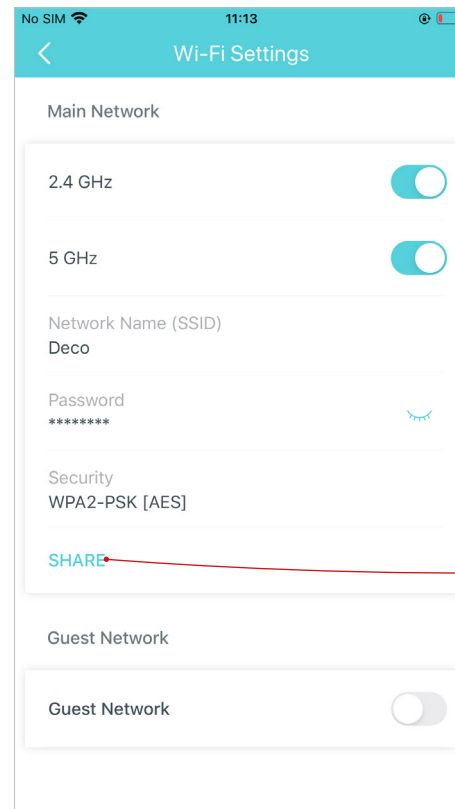 No SIM 11:13
Wi-Fi Settings
Main Network
2.4 GHz
5 GHz
Network Name (SSID)
Deco
Password
********
Security
WPA2-PSK [AES]
SHARE
Guest Network
Guest Network